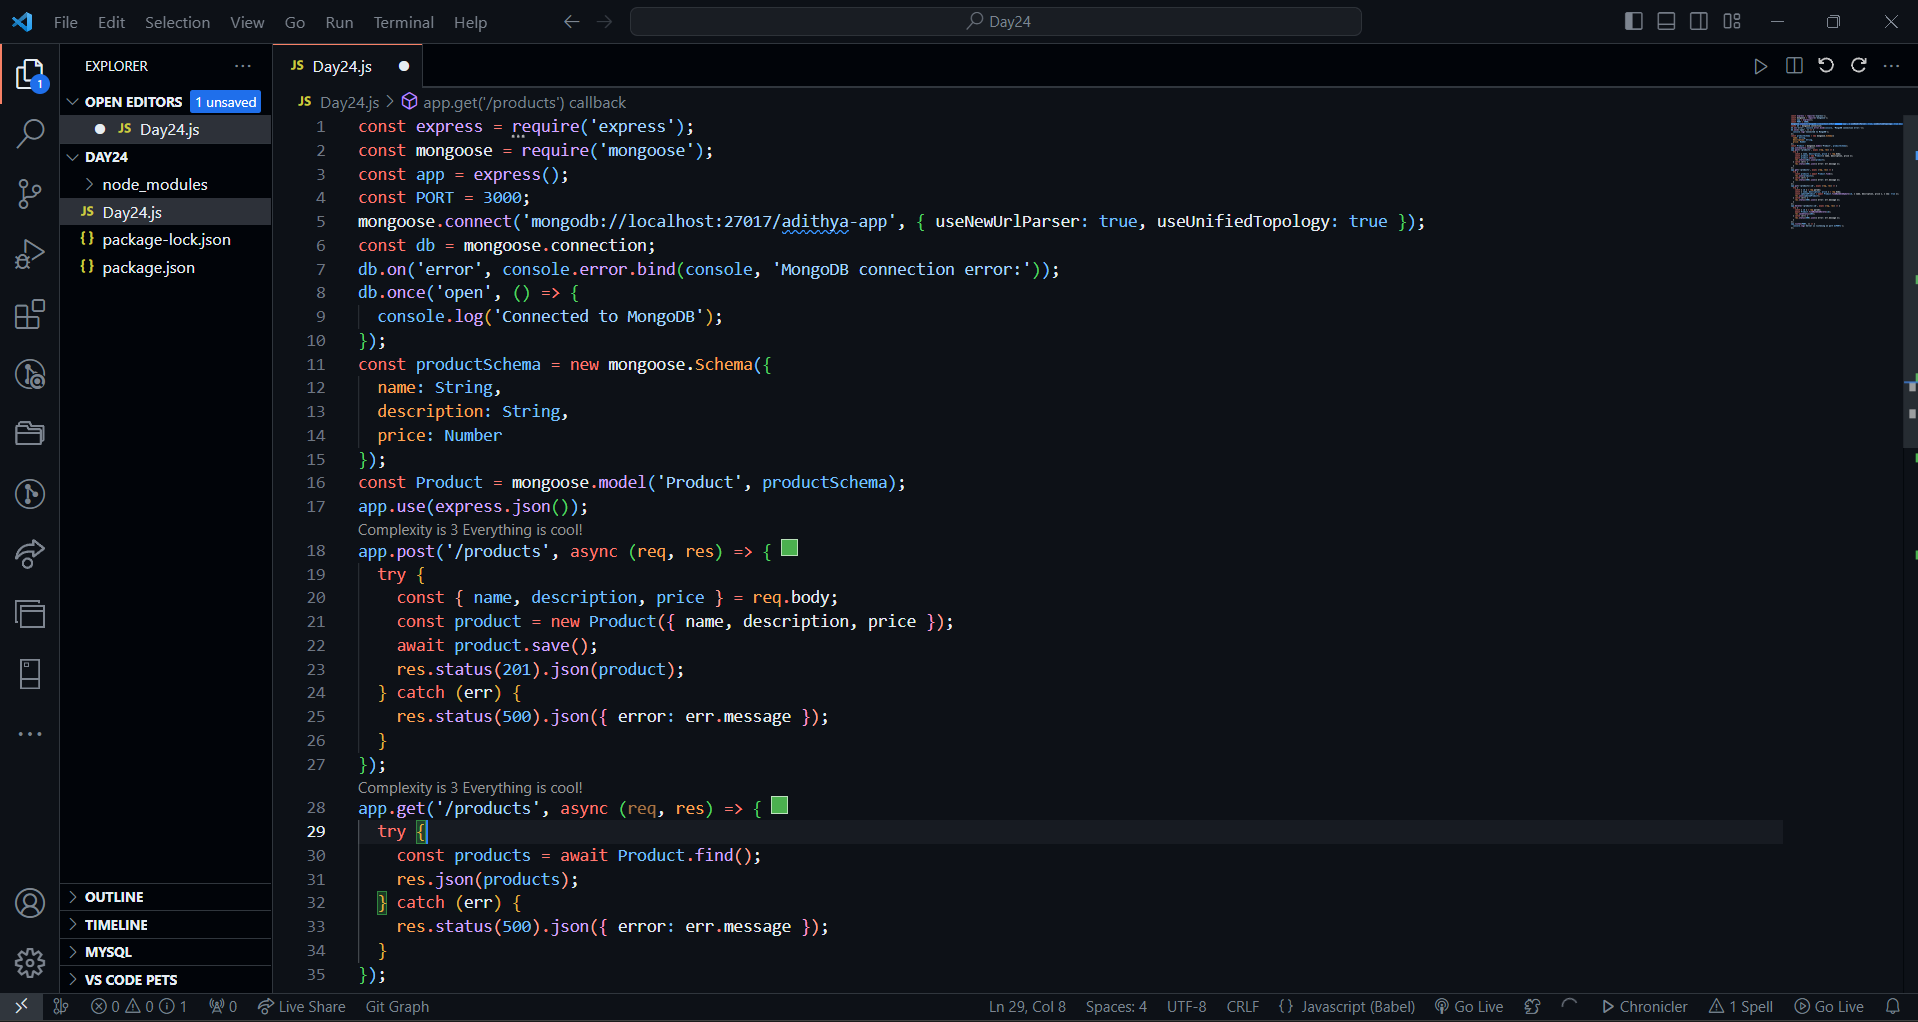 File Edit Selection View Go Run Terminal Help Day24
EXPLORER
OPEN EDITORS 1 unsaved
JS Day24.js
DAY24
node_modules
JS Day24.js
{} package-lock.json
{} package.json
OUTLINE
TIMELINE
MYSQL
VS CODE PETS
1
JS Day24.js
JS Day24.js > app.get('/products') callback
1 const express = require('express');
2 const mongoose = require('mongoose');
3 const app = express();
4 const PORT = 3000;
5 mongoose.connect('mongodb://localhost:27017/adithya-app', { useNewUrlParser: true, useUnifiedTopology: true });
6 const db = mongoose.connection;
7 db.on('error', console.error.bind(console, 'MongoDB connection error:'));
8 db.once('open', () => {
9 console.log('Connected to MongoDB');
10 });
11 const productSchema = new mongoose.Schema({
12 name: String,
13 description: String,
14 price: Number
15 });
16 const Product = mongoose.model('Product', productSchema);
17 app.use(express.json());
Complexity is 3 Everything is cool!
18 app.post('/products', async (req, res) => {
19 try {
20 const { name, description, price } = req.body;
21 const product = new Product({ name, description, price });
22 await product.save();
23 res.status(201).json(product);
24 } catch (err) {
25 res.status(500).json({ error: err.message });
26 }
27 });
Complexity is 3 Everything is cool!
28 app.get('/products', async (req, res) => {
29 try {
30 const products = await Product.find();
31 res.json(products);
32 } catch (err) {
33 res.status(500).json({ error: err.message });
34 }
35 });
0 0 1 0 Live Share Git Graph Ln 29, Col 8 Spaces: 4 UTF-8 CRLF {} Javascript (Babel) Go Live Chronicler 1 Spell Go Live